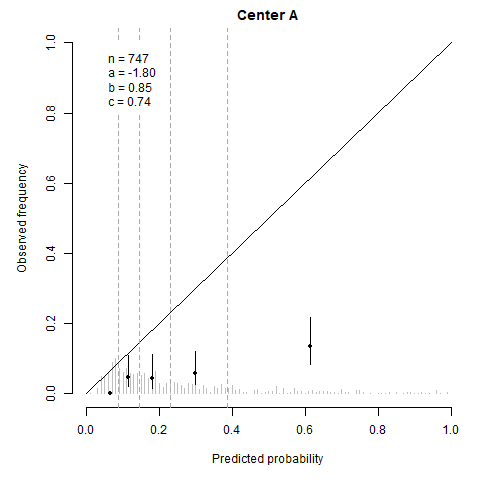 Center A
n = 747
a = -1.80
b = 0.85
c = 0.74
Observed frequency
1.0
0.8
0.6
0.4
0.2
0.0
0.0 0.2 0.4 0.6 0.8 1.0
Predicted probability